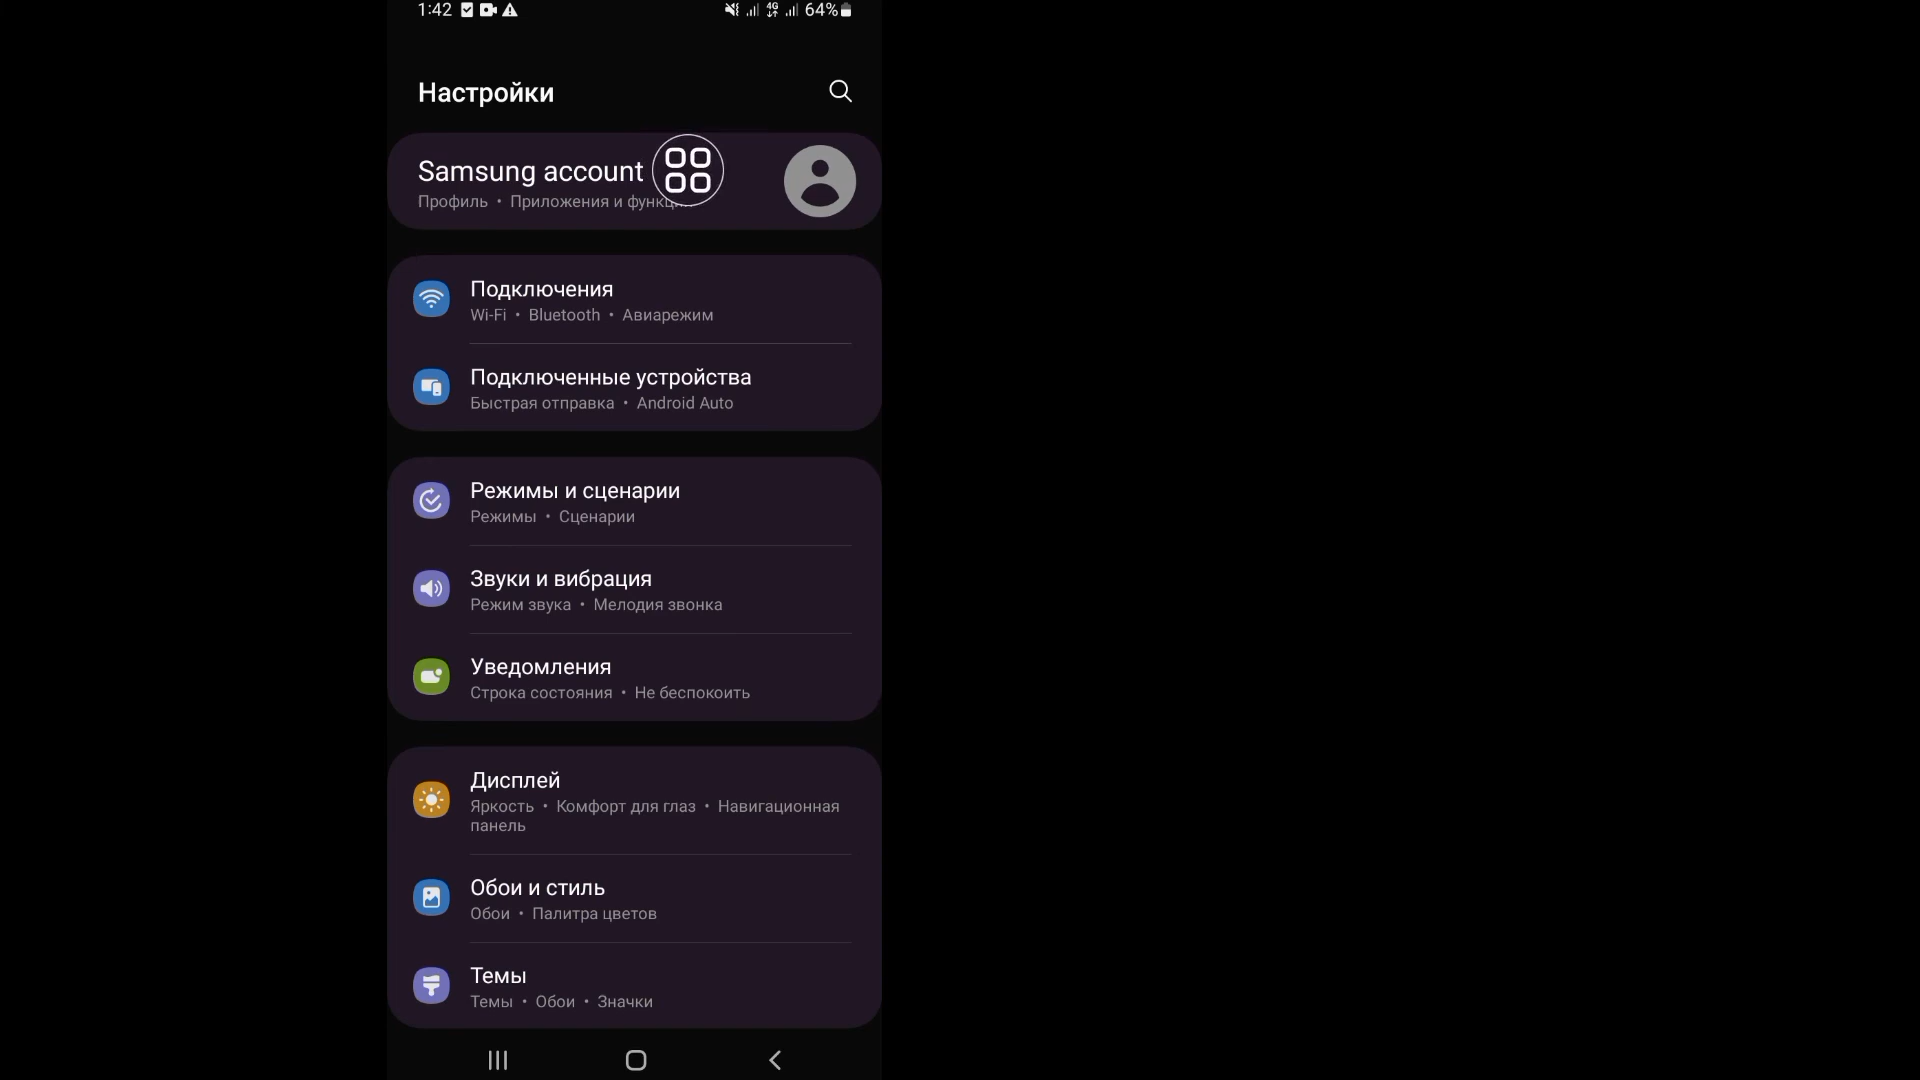 1:42 4G 64%
Настройки
Samsung account
Профиль • Приложения и функции
Подключения
Wi-Fi • Bluetooth • Авиарежим
Подключенные устройства
Быстрая отправка • Android Auto
Режимы и сценарии
Режимы • Сценарии
Звуки и вибрация
Режим звука • Мелодия звонка
Уведомления
Строка состояния • Не беспокоить
Дисплей
Яркость • Комфорт для глаз • Навигационная
панель
Обои и стиль
Обои • Палитра цветов
Темы
Темы • Обои • Значки